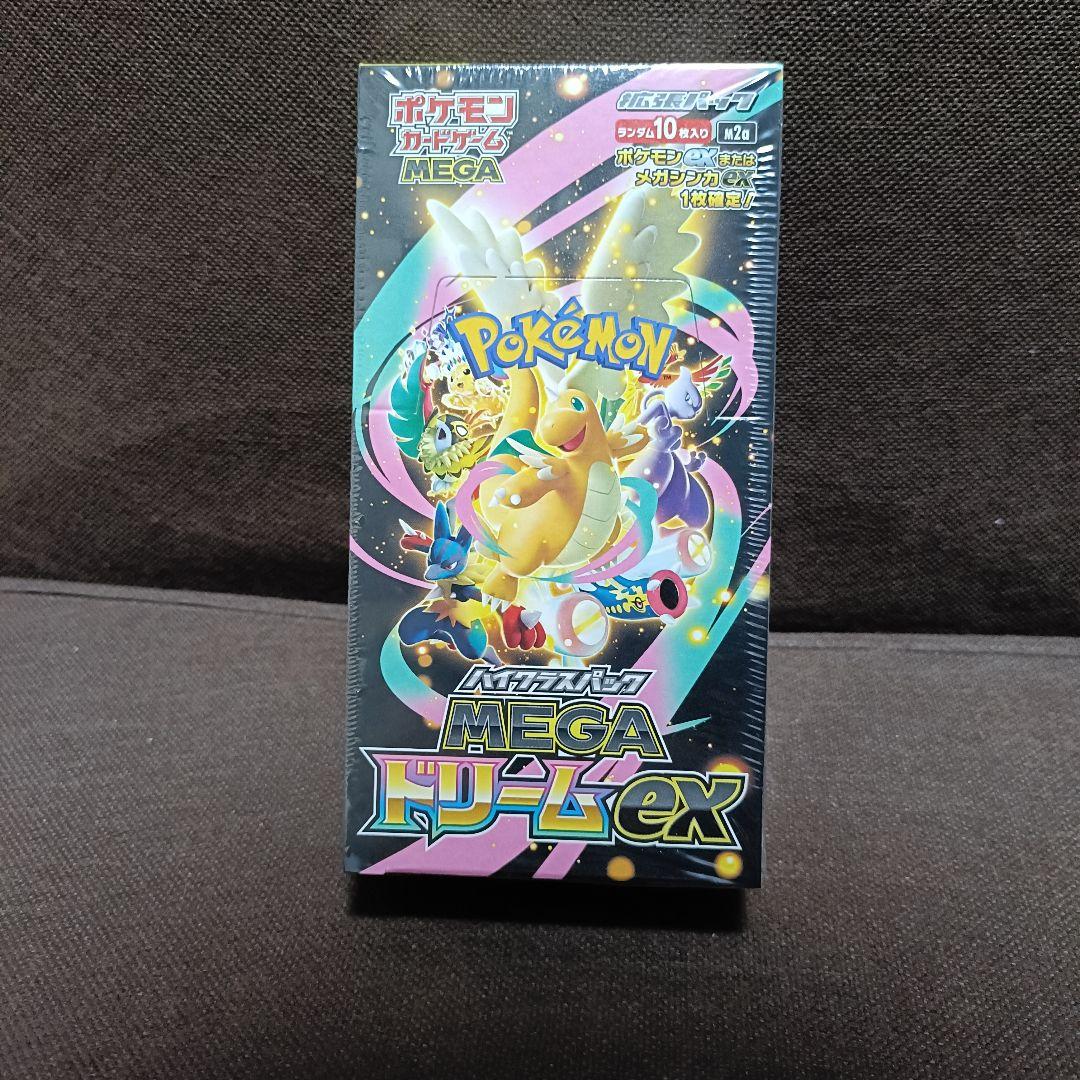 ポケモン
カードゲーム
MEGA
拡張パック
ランダム10枚入り M2a
ポケモンexまたは
メガシンカex
1枚確定!
POKéMON
TM
ハイクラスパック
MEGA
ドリームex